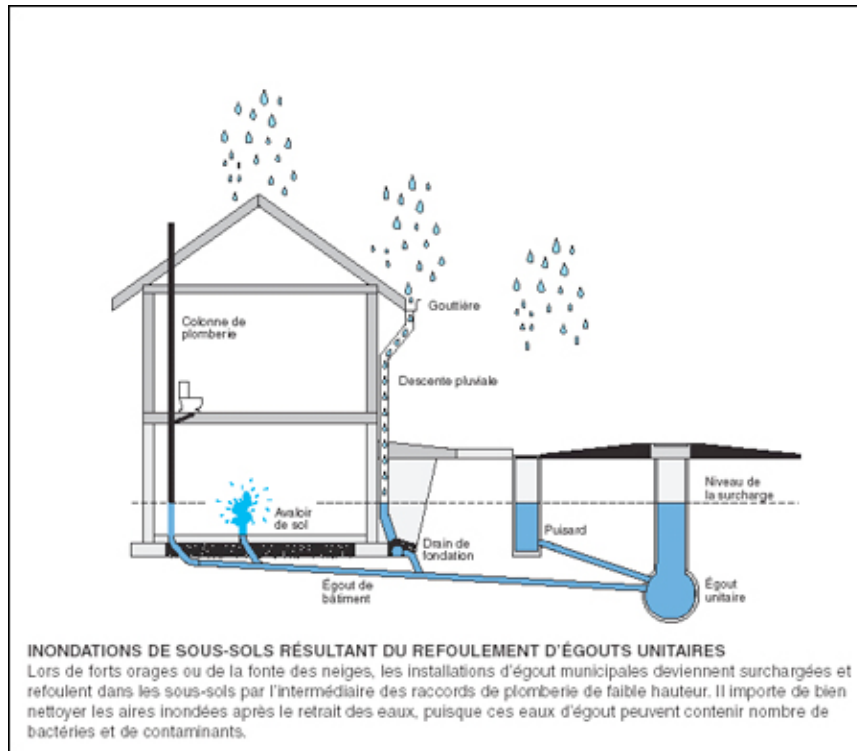 Gouttière
Colonne de
plomberie
Descente pluviale
Niveau de
la surcharge
Avaloir
de sol
Puisard
Drain de
fondation
Égout de
bâtiment
Égout
unitaire
INONDATIONS DE SOUS-SOLS RÉSULTANT DU REFOULEMENT D'ÉGOUTS UNITAIRES
Lors de forts orages ou de la fonte des neiges, les installations d'égout municipales deviennent surchargées et
refoulent dans les sous-sols par l'intermédiaire des raccords de plomberie de faible hauteur. Il importe de bien
nettoyer les aires inondées après le retrait des eaux, puisque ces eaux d'égout peuvent contenir nombre de
bactéries et de contaminants.